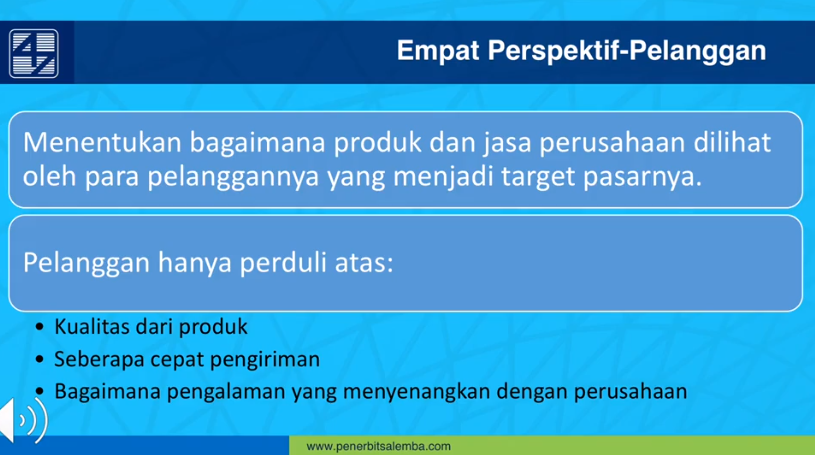 Empat Perspektif-Pelanggan
Menentukan bagaimana produk dan jasa perusahaan dilihat
oleh para pelanggannya yang menjadi target pasarnya.
Pelanggan hanya perduli atas:
• Kualitas dari produk
• Seberapa cepat pengiriman
• Bagaimana pengalaman yang menyenangkan dengan perusahaan
www.penerbitsalemba.com